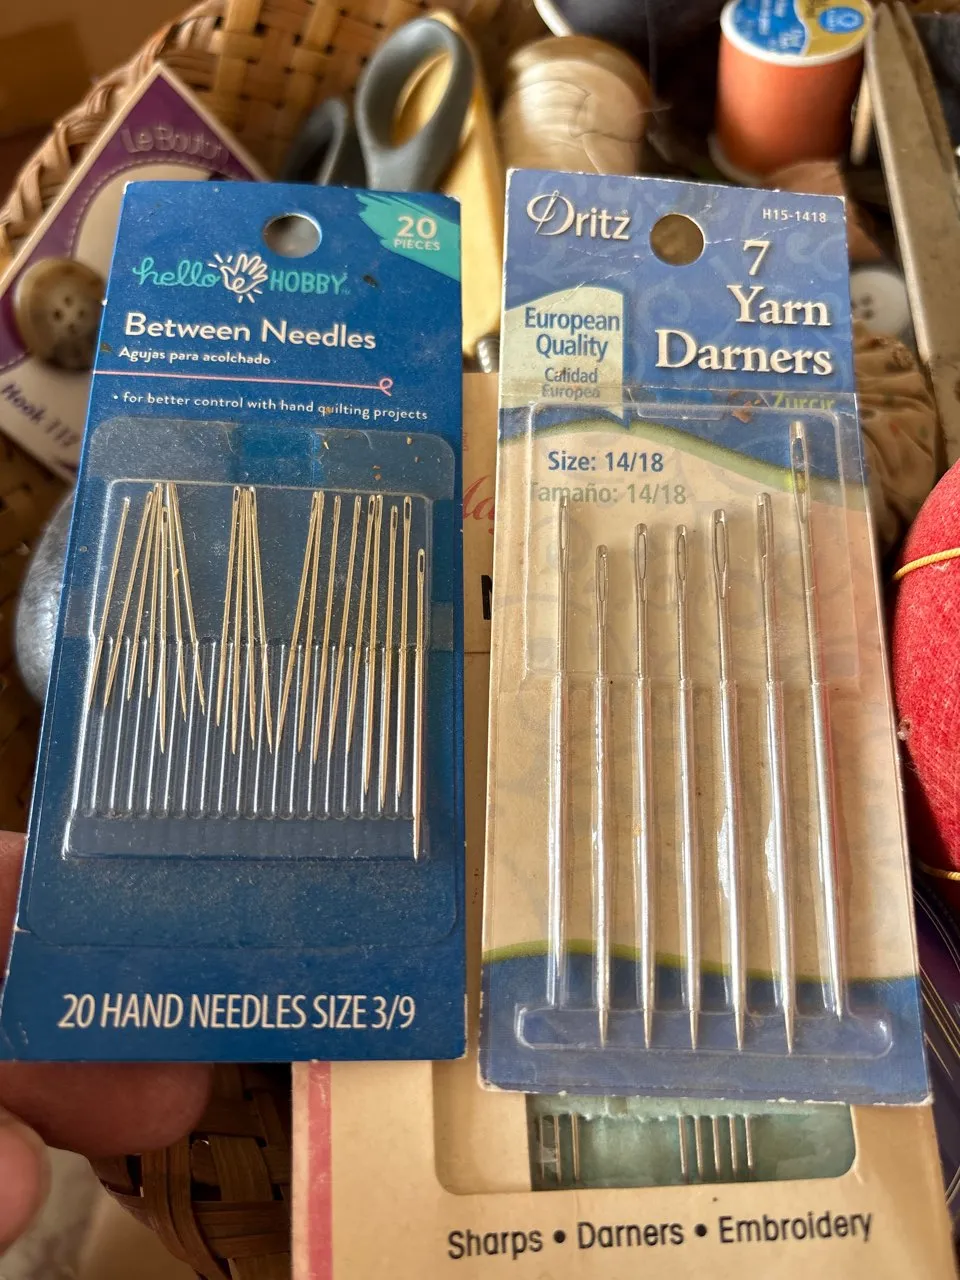 Le Bouton
Hook-117
20
PIECES
hello HOBBY
Between Needles
Agujas para acolchado
• for better control with hand quilting projects
20 HAND NEEDLES SIZE 3/9
Dritz
H15-1418
7
Yarn
Darners
European
Quality
Calidad
Europea
Zurcir
Size: 14/18
Tamaño: 14/18
Sharps • Darners • Embroidery